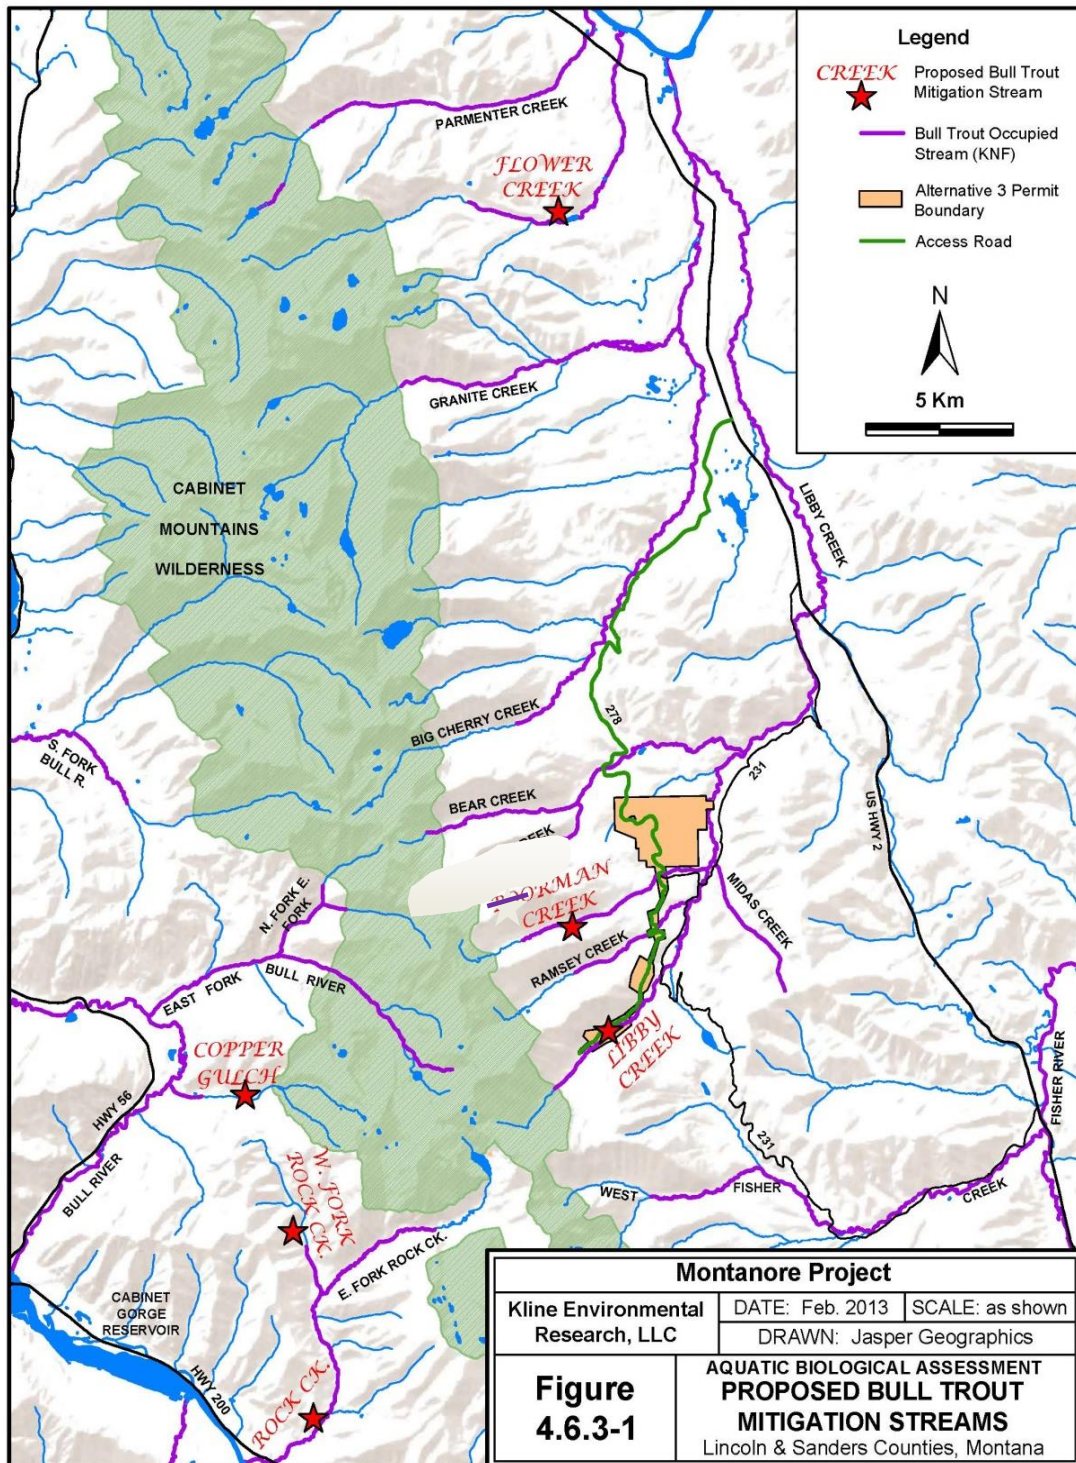 Legend
CREEK
Proposed Bull Trout
Mitigation Stream
Bull Trout Occupied
Stream (KNF)
Alternative 3 Permit
Boundary
Access Road
N
5 Km
PARMENTER CREEK
FLOWER
CREEK
GRANITE CREEK
CABINET
MOUNTAINS
WILDERNESS
LIBBY CREEK
BIG CHERRY CREEK
278
S. FORK
BULL R.
231
US HWY 2
BEAR CREEK
CREEK
N. FORK E.
FORK
MIDAS CREEK
RAMSEY CREEK
EAST FORK
BULL RIVER
LIBBY
CREEK
COPPER
GULCH
HWY 56
BULL RIVER
FISHER RIVER
231
W. FORK
ROCK CK.
WEST
FISHER
CREEK
E. FORK ROCK CK.
CABINET
GORGE
RESERVOIR
HWY 200
ROCK CK.
Montanore Project
Kline Environmental
Research, LLC
DATE: Feb. 2013
SCALE: as shown
DRAWN: Jasper Geographics
Figure
4.6.3-1
AQUATIC BIOLOGICAL ASSESSMENT
PROPOSED BULL TROUT
MITIGATION STREAMS
Lincoln & Sanders Counties, Montana